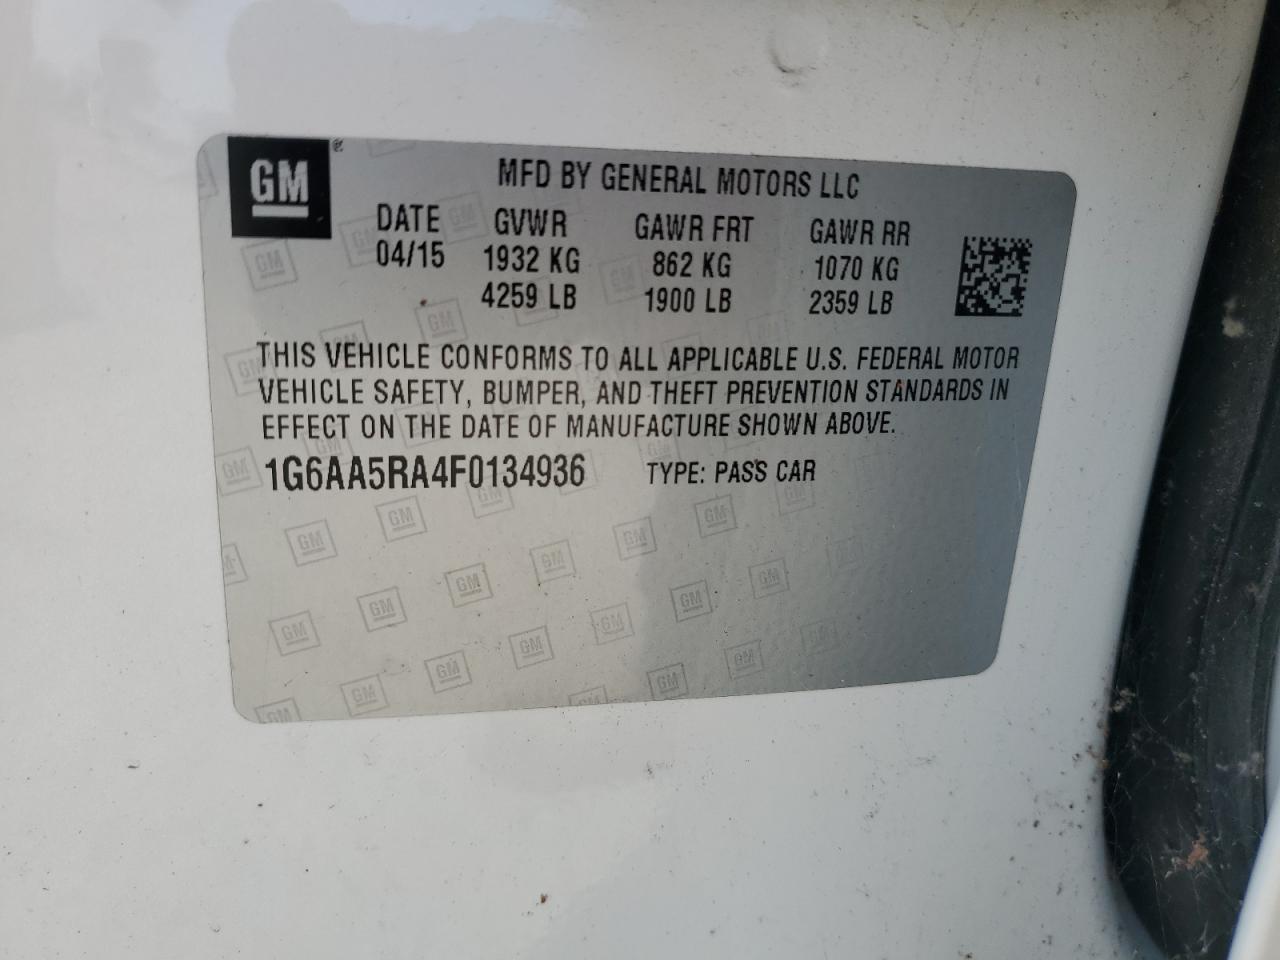 GM ®
MFD BY GENERAL MOTORS LLC
DATE GVWR GAWR FRT GAWR RR
04/15 1932 KG 862 KG 1070 KG
4259 LB 1900 LB 2359 LB
THIS VEHICLE CONFORMS TO ALL APPLICABLE U.S. FEDERAL MOTOR
VEHICLE SAFETY, BUMPER, AND THEFT PREVENTION STANDARDS IN
EFFECT ON THE DATE OF MANUFACTURE SHOWN ABOVE.
1G6AA5RA4F0134936 TYPE: PASS CAR